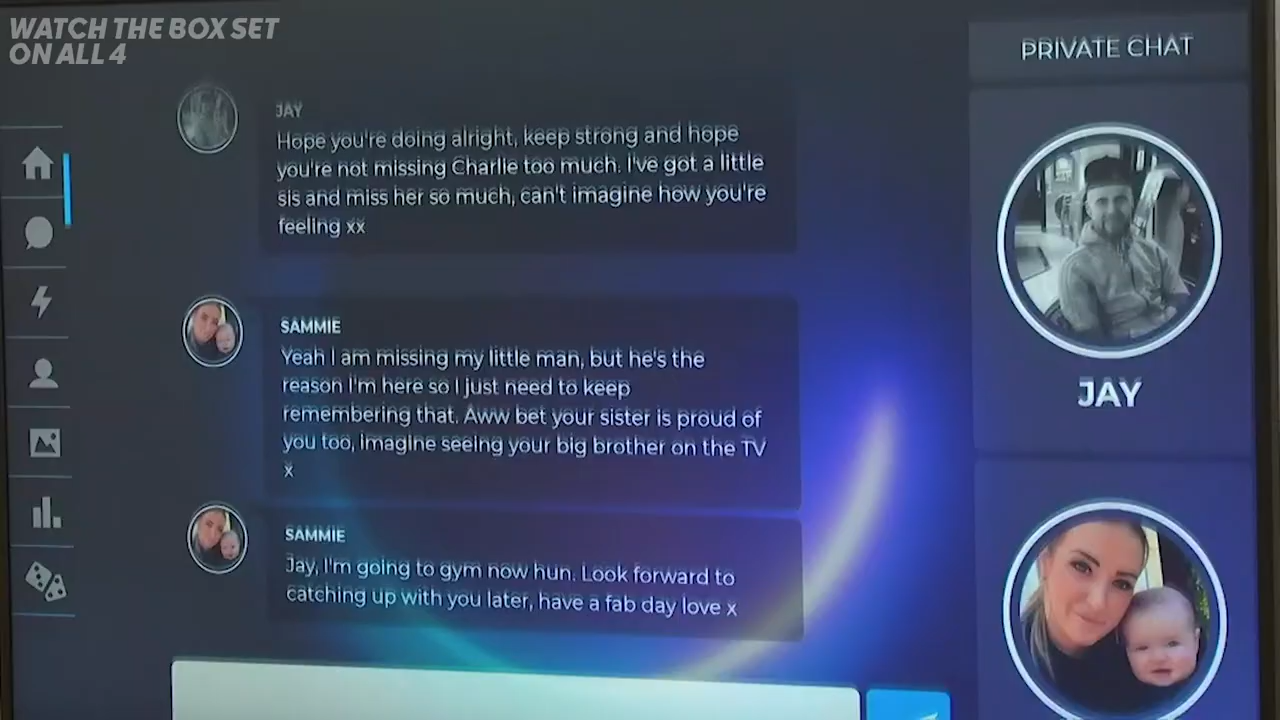 WATCH THE BOX SET
ON ALL 4
PRIVATE CHAT
JAY
Hope you're doing alright, keep strong and hope
you're not missing Charlie too much. I've got a little
sis and miss her so much, can't imagine how you're
feeling xx
JAY
SAMMIE
Yeah I am missing my little man, but he's the
reason I'm here so I just need to keep
remembering that. Aww bet your sister is proud of
you too, imagine seeing your big brother on the TV
x
SAMMIE
Jay, I'm going to gym now hun. Look forward to
catching up with you later, have a fab day love x